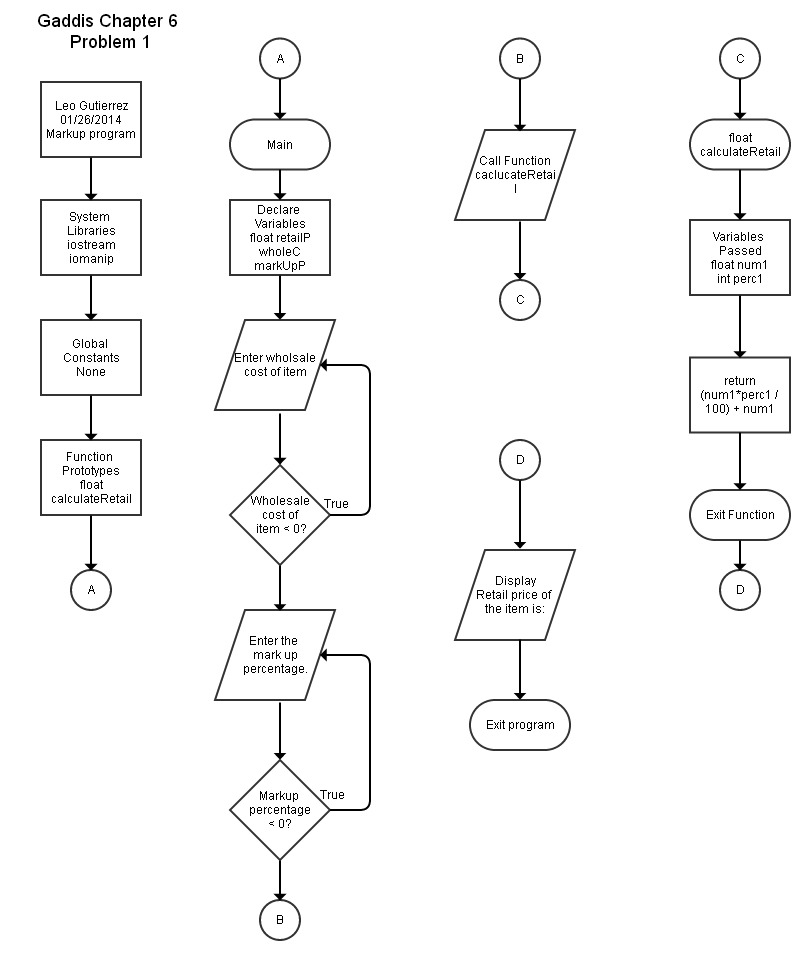 Gaddis Chapter 6
Problem 1
Leo Gutierrez
01/26/2014
Markup program
System
Libraries
iostream
iomanip
Global
Constants
None
Function
Prototypes
float
calculateRetail
A
A
Main
Declare
Variables
float retailP
wholeC
markUpP
Enter wholsale
cost of item
Wholesale
cost of
item < 0?
True
Enter the
mark up
percentage.
Markup
percentage
< 0?
True
B
B
Call Function
caclucateRetai
l
C
D
Display
Retail price of
the item is:
Exit program
C
float
calculateRetail
Variables
Passed
float num1
int perc1
return
(num1*perc1 /
100) + num1
Exit Function
D